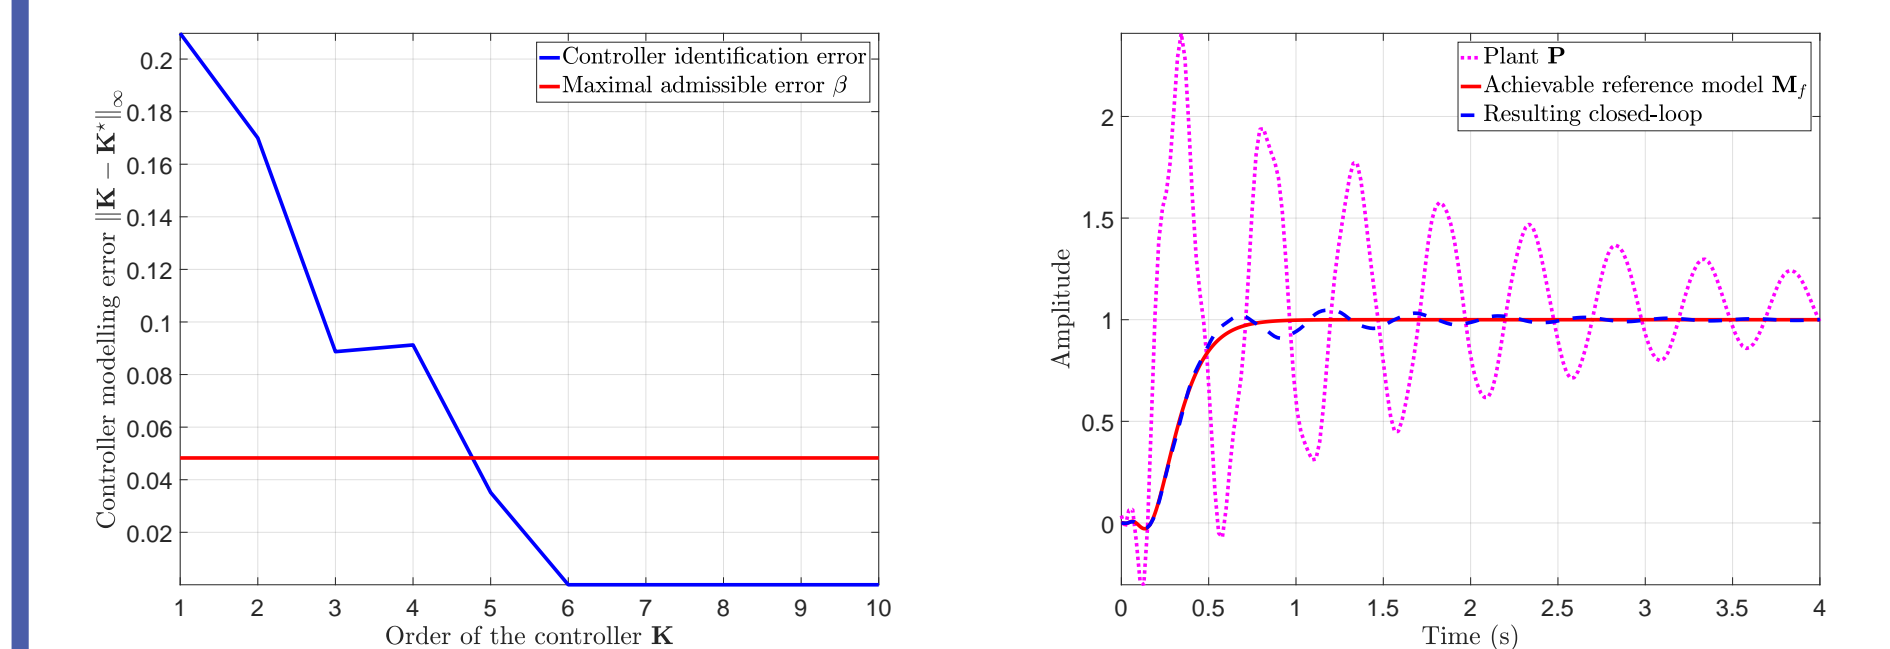 Controller modelling error ‖K − K⋆‖∞
0.2
0.18
0.16
0.14
0.12
0.1
0.08
0.06
0.04
0.02
Controller identification error
Maximal admissible error β
1 2 3 4 5 6 7 8 9 10
Order of the controller K
Amplitude
2
1.5
1
0.5
0
Plant P
Achievable reference model M_f
Resulting closed-loop
0 0.5 1 1.5 2 2.5 3 3.5 4
Time (s)